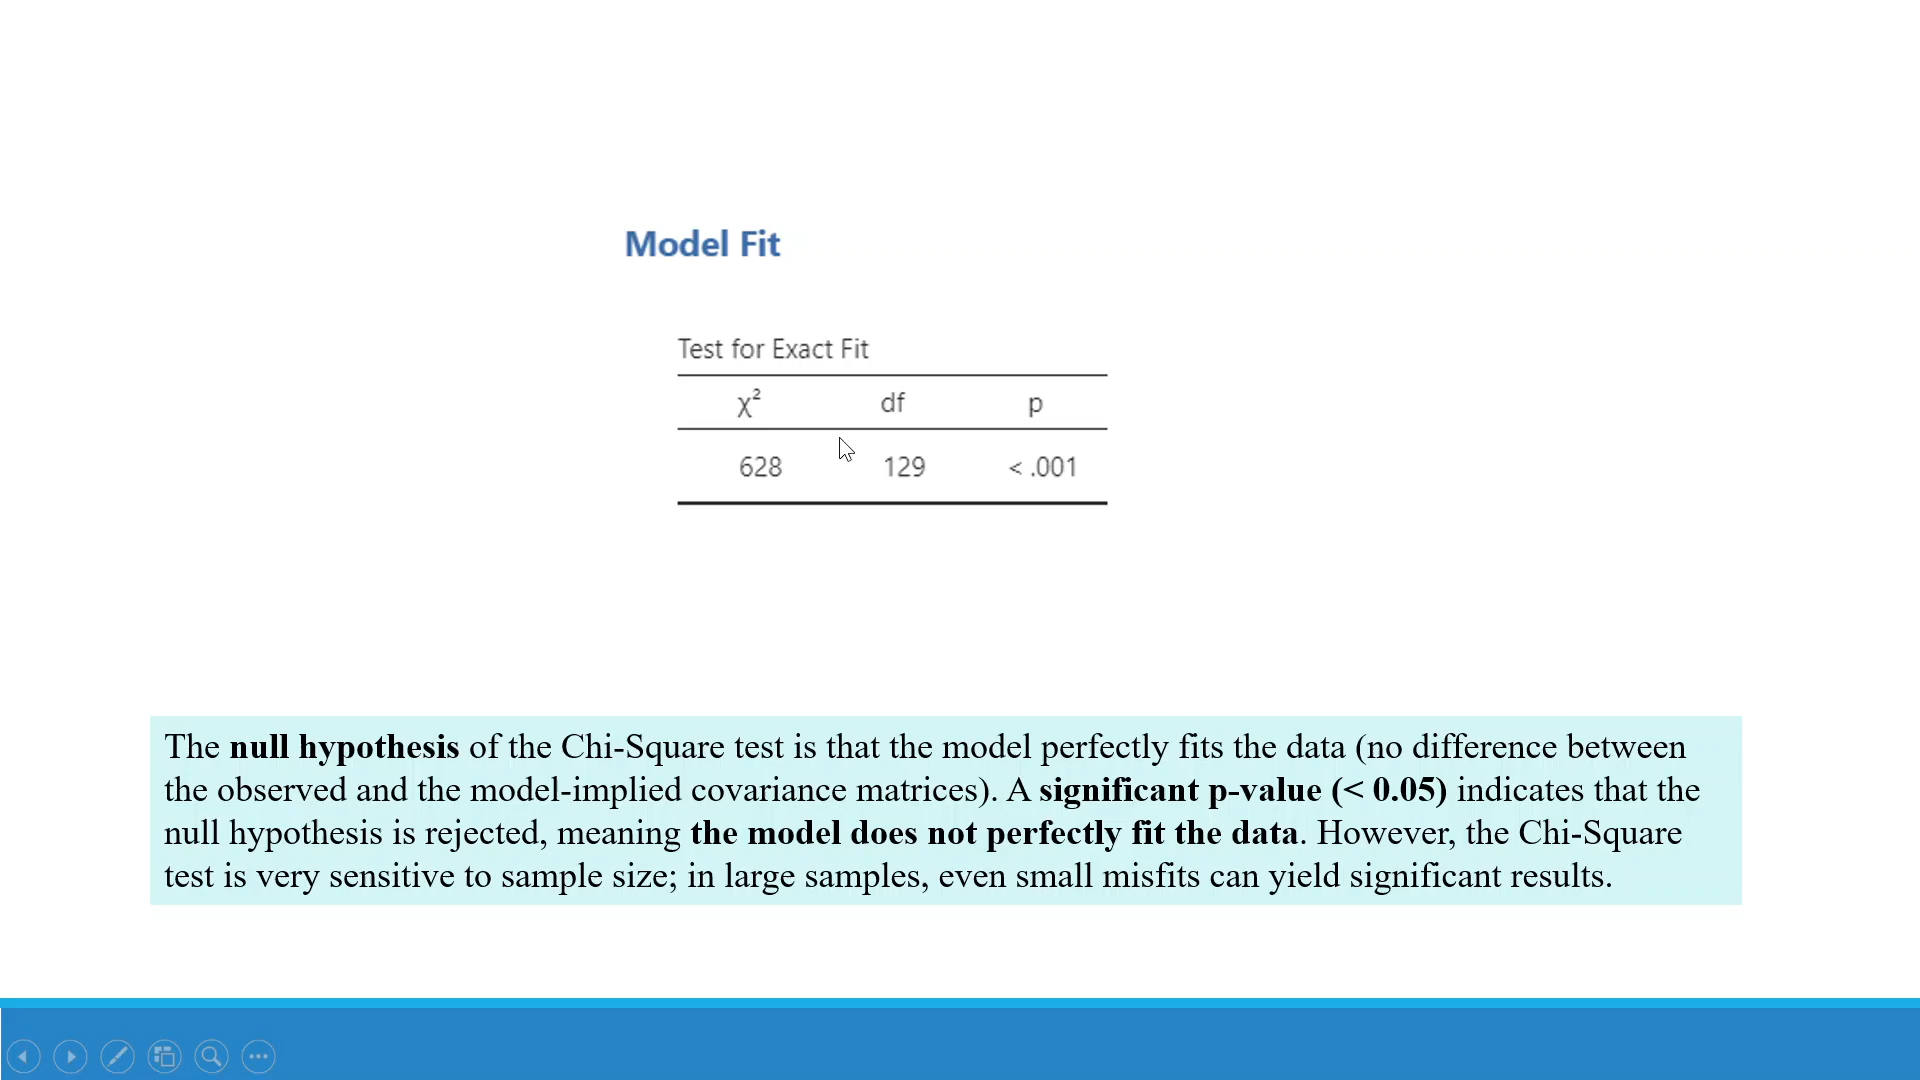 Model Fit
Test for Exact Fit
χ² df p
628 129 < .001
The null hypothesis of the Chi-Square test is that the model perfectly fits the data (no difference between
the observed and the model-implied covariance matrices). A significant p-value (< 0.05) indicates that the
null hypothesis is rejected, meaning the model does not perfectly fit the data. However, the Chi-Square
test is very sensitive to sample size; in large samples, even small misfits can yield significant results.